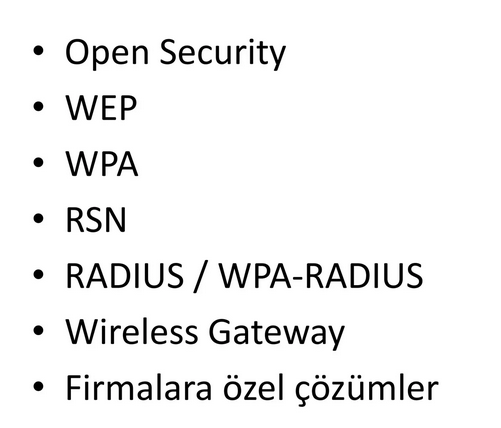 • Open Security
• WEP
• WPA
• RSN
• RADIUS / WPA-RADIUS
• Wireless Gateway
• Firmalara özel çözümler